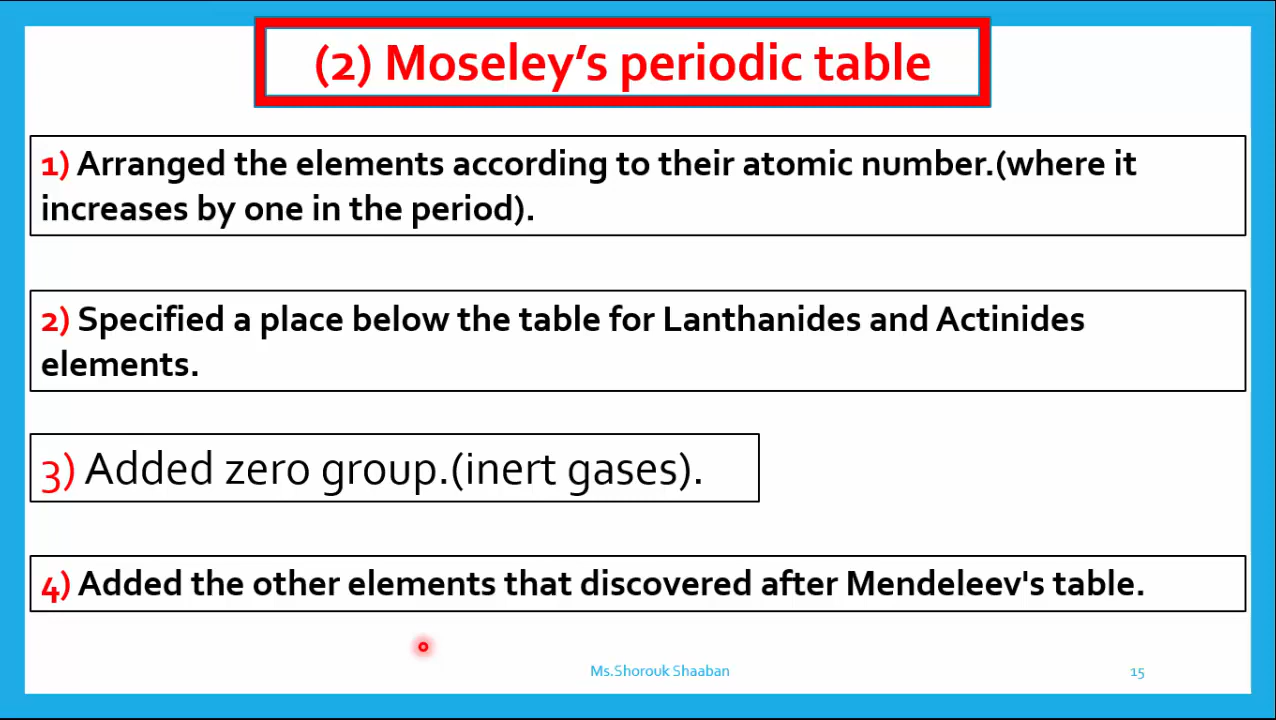 (2) Moseley’s periodic table
1) Arranged the elements according to their atomic number.(where it
increases by one in the period).
2) Specified a place below the table for Lanthanides and Actinides
elements.
3) Added zero group.(inert gases).
4) Added the other elements that discovered after Mendeleev's table.
Ms.Shorouk Shaaban
15